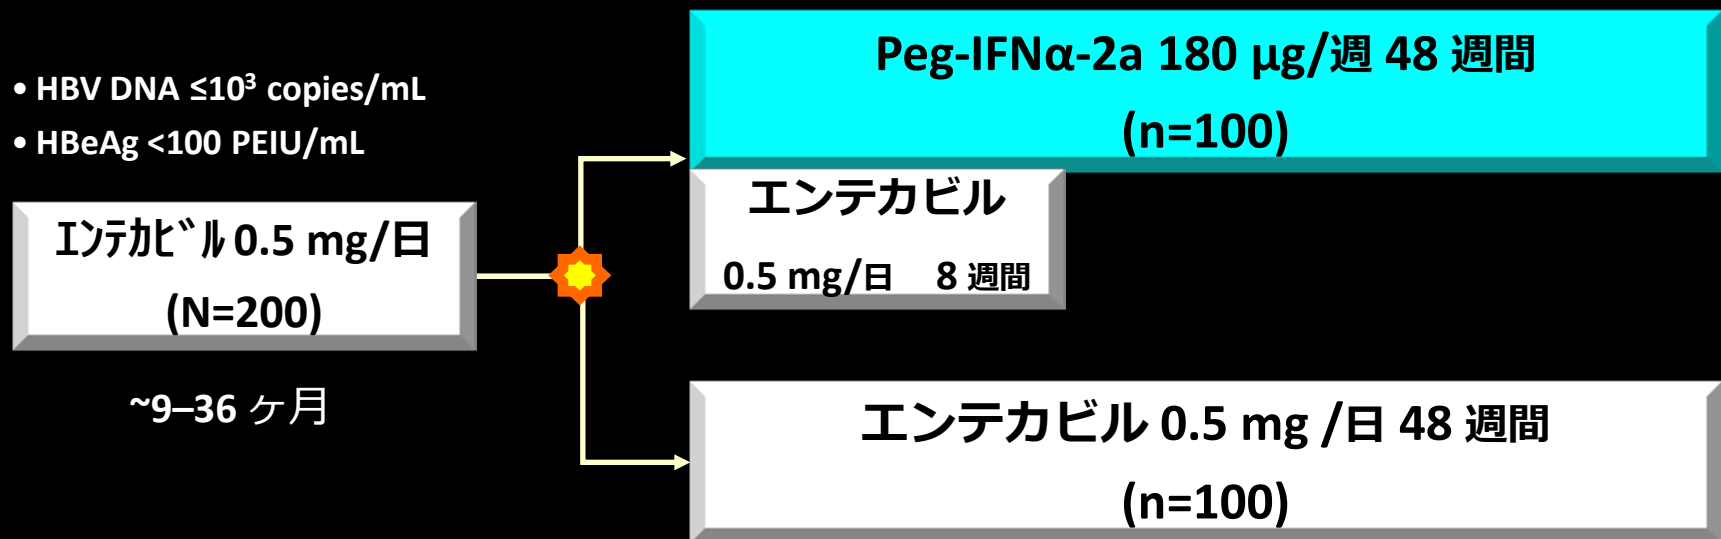 • HBV DNA ≤10³ copies/mL
• HBeAg <100 PEIU/mL
ｴﾝﾃｶﾋﾞﾙ 0.5 mg/日
(N=200)
~9–36 ヶ月
Peg-IFNα-2a 180 μg/週 48 週間
(n=100)
エンテカビル
0.5 mg/日 8 週間
エンテカビル 0.5 mg /日 48 週間
(n=100)